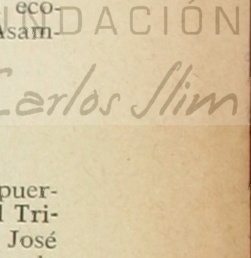 eco-
Asam-
NDACIÓN
Carlos Slim
puer-
l Tri-
José